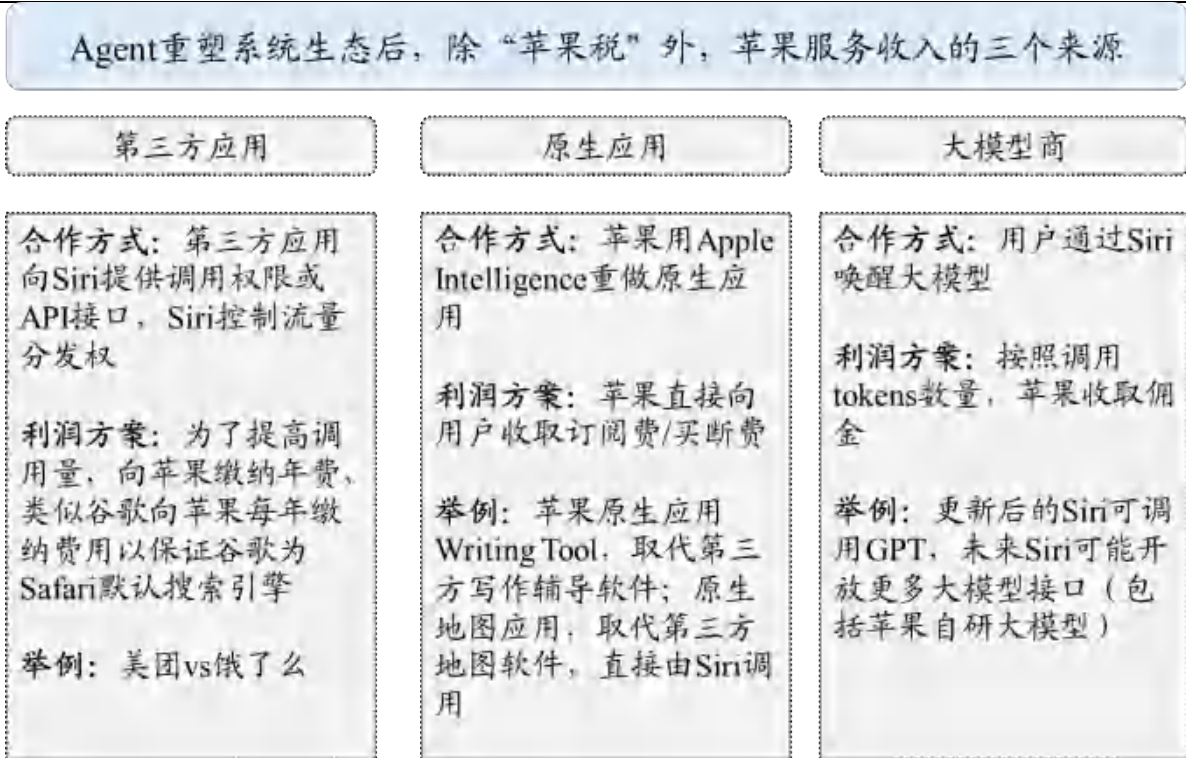 Agent重塑系统生态后，除“苹果税”外，苹果服务收入的三个来源
第三方应用
合作方式：第三方应用
向Siri提供调用权限或
API接口，Siri控制流量
分发权
利润方案：为了提高调
用量，向苹果缴纳年费、
类似谷歌向苹果每年缴
纳费用以保证谷歌为
Safari默认搜索引擎
举例：美团vs饿了么
原生应用
合作方式：苹果用Apple
Intelligence重做原生应
用
利润方案：苹果直接向
用户收取订阅费/买断费
举例：苹果原生应用
Writing Tool，取代第三
方写作辅导软件；原生
地图应用，取代第三方
地图软件，直接由Siri调
用
大模型商
合作方式：用户通过Siri
唤醒大模型
利润方案：按照调用
tokens数量，苹果收取佣
金
举例：更新后的Siri可调
用GPT，未来Siri可能开
放更多大模型接口（包
括苹果自研大模型）